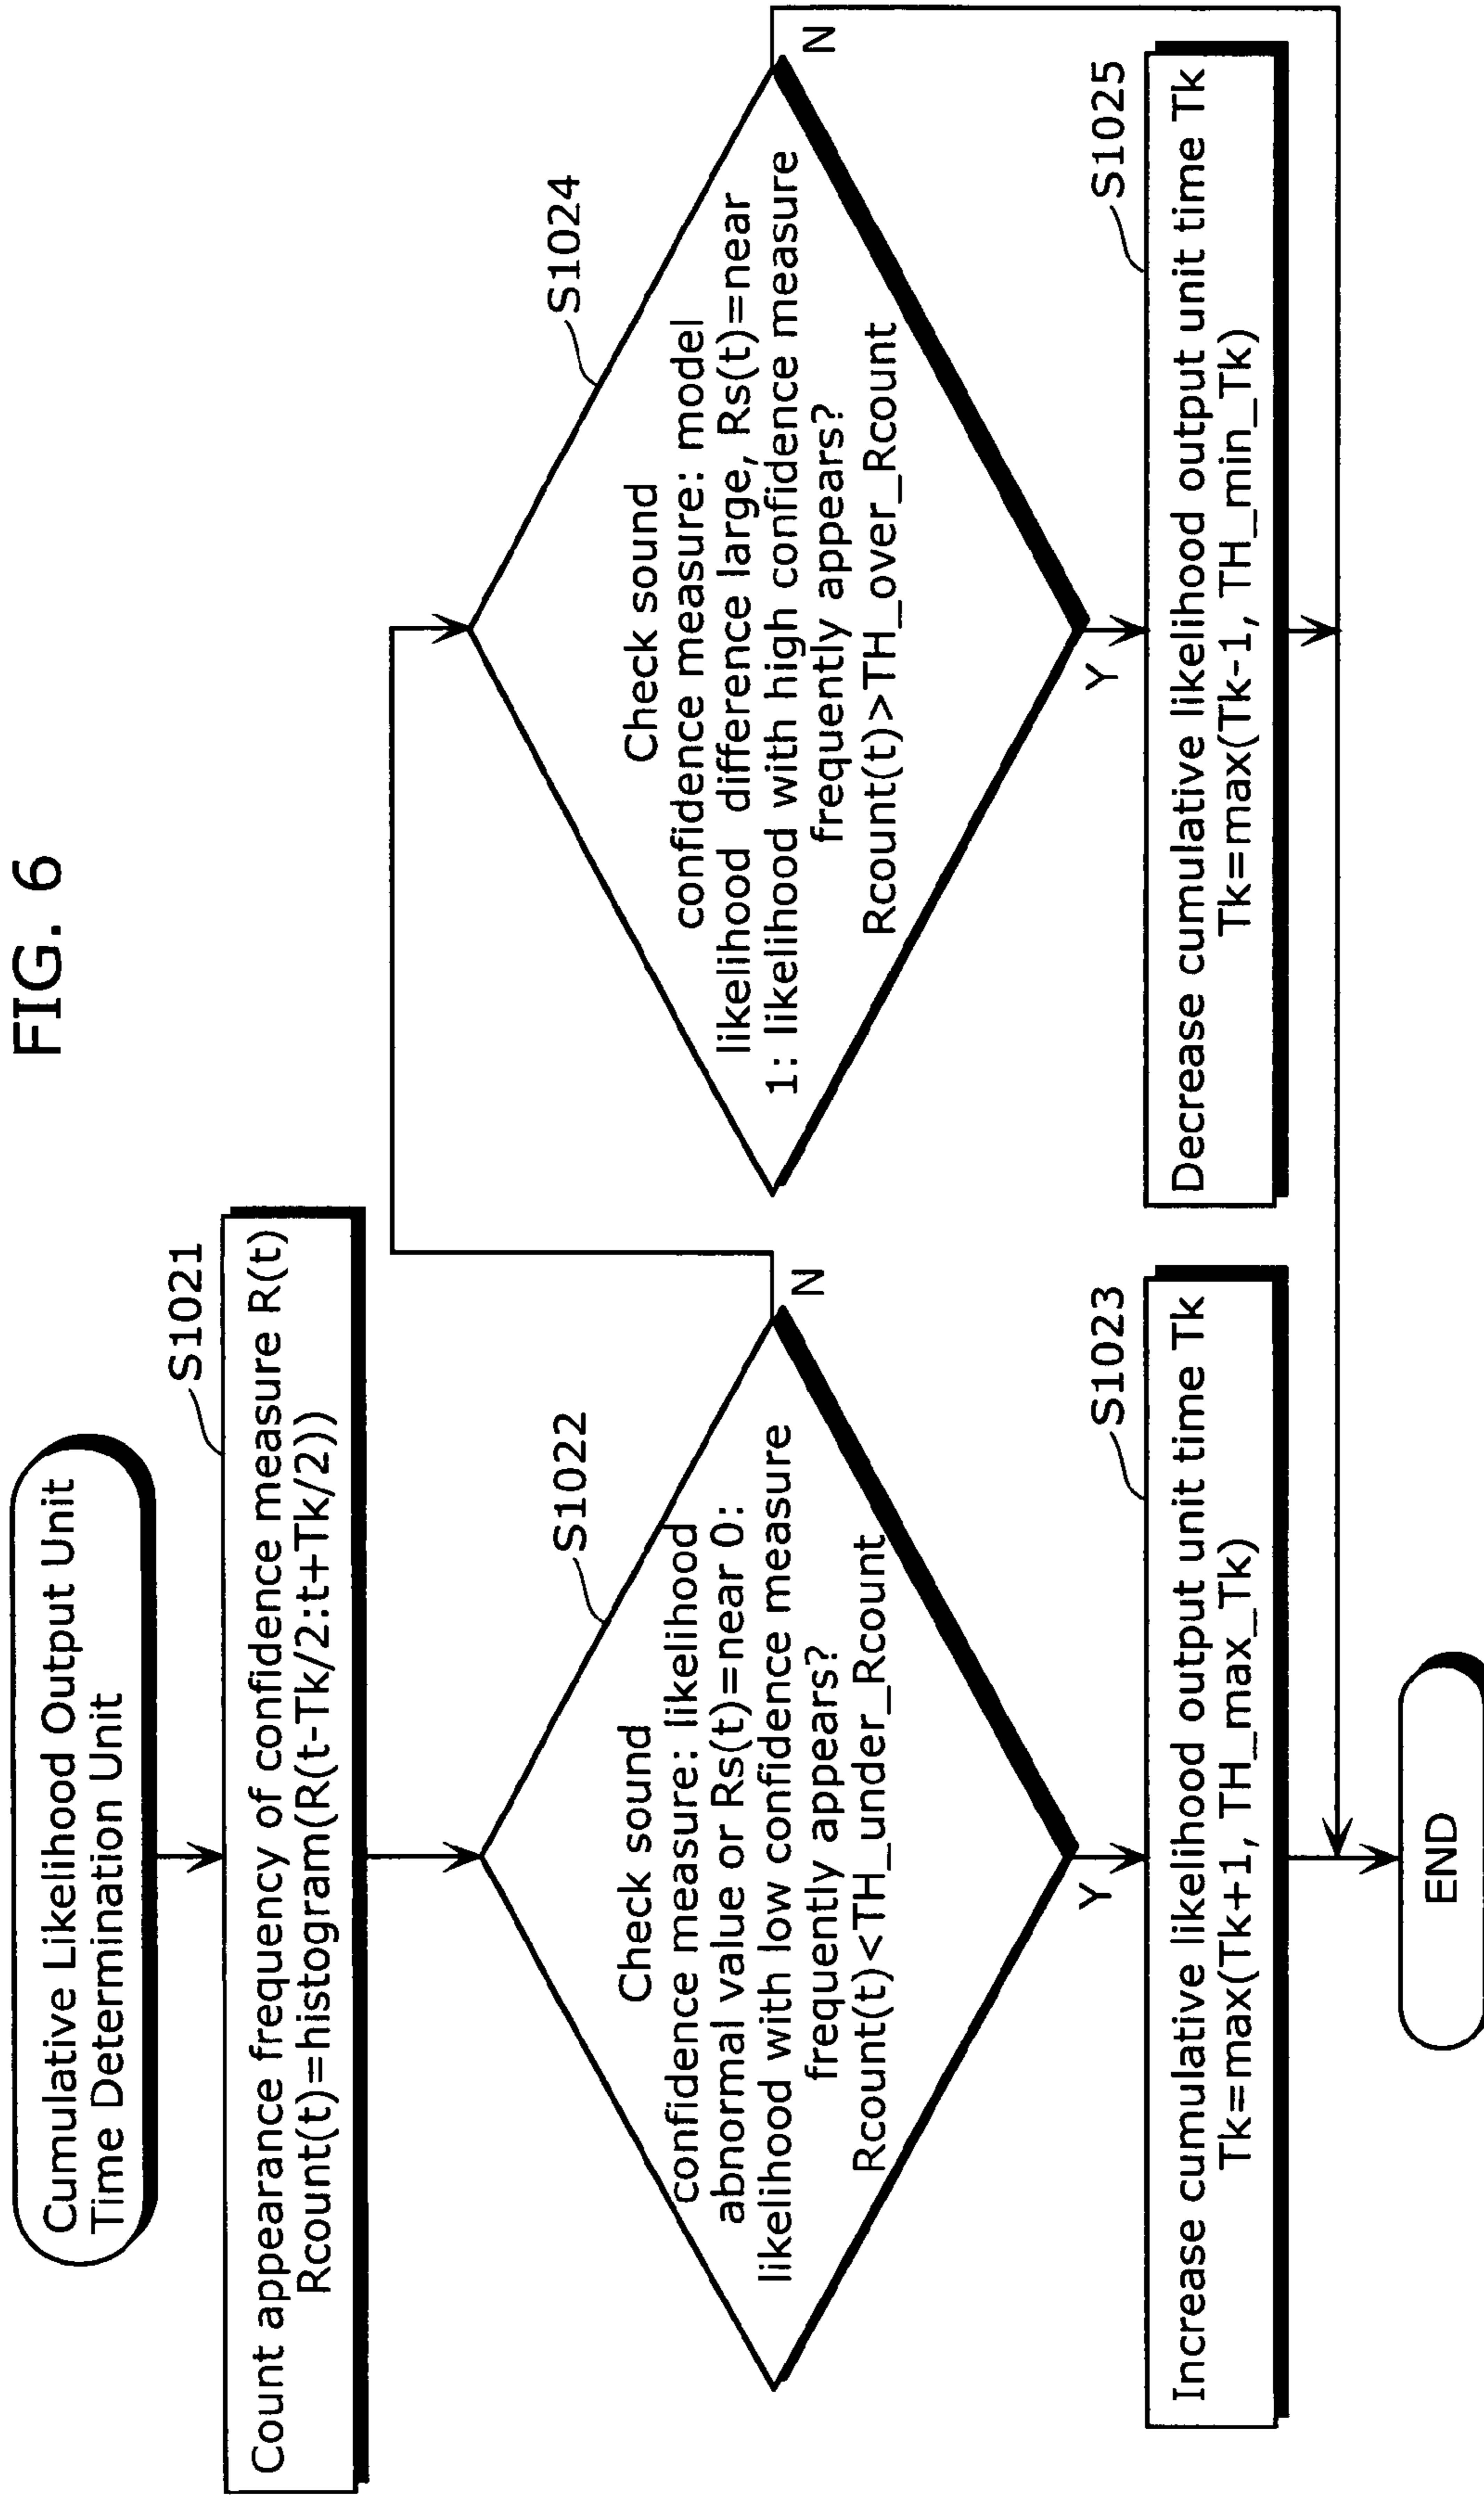 FIG. 6
Cumulative Likelihood Output Unit
Time Determination Unit
S1021
Count appearance frequency of confidence measure R(t)
Rcount(t)=histogram(R(t-Tk/2:t+Tk/2))
S1022
Check sound
confidence measure: likelihood
abnormal value or Rs(t)=near 0:
likelihood with low confidence measure
frequently appears?
Rcount(t)<TH_under_Rcount
N
Y
S1023
Increase cumulative likelihood output unit time Tk
Tk=max(Tk+1, TH_max_Tk)
S1024
Check sound
confidence measure: model
likelihood difference large, Rs(t)=near
1: likelihood with high confidence measure
frequently appears?
Rcount(t)>TH_over_Rcount
N
Y
S1025
Decrease cumulative likelihood output unit time Tk
Tk=max(Tk-1, TH_min_Tk)
END